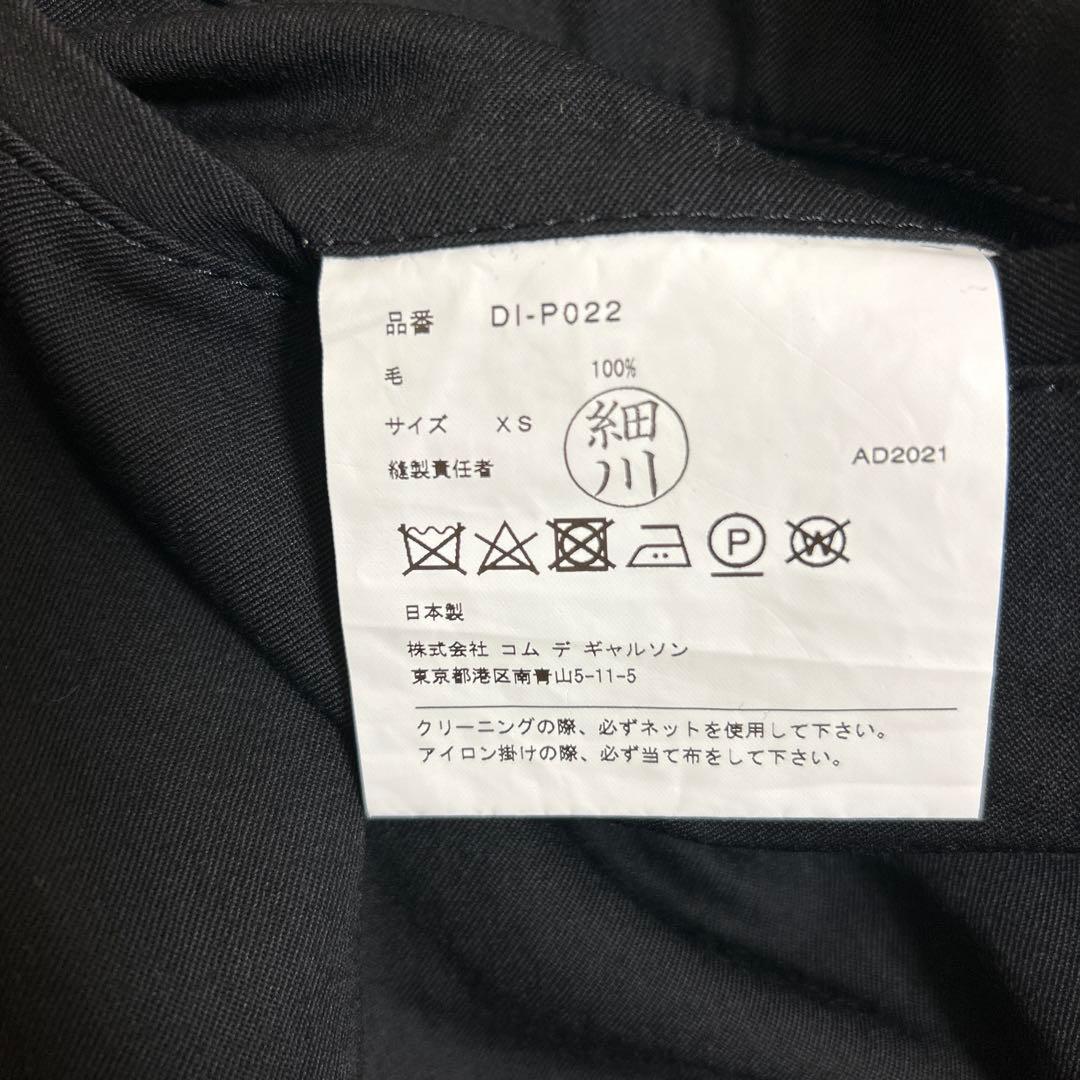 品番 DI-P022
毛 100%
サイズ XS
細川
縫製責任者
AD2021
P
W
日本製
株式会社 コム デ ギャルソン
東京都港区南青山5-11-5
クリーニングの際、必ずネットを使用して下さい。
アイロン掛けの際、必ず当て布をして下さい。